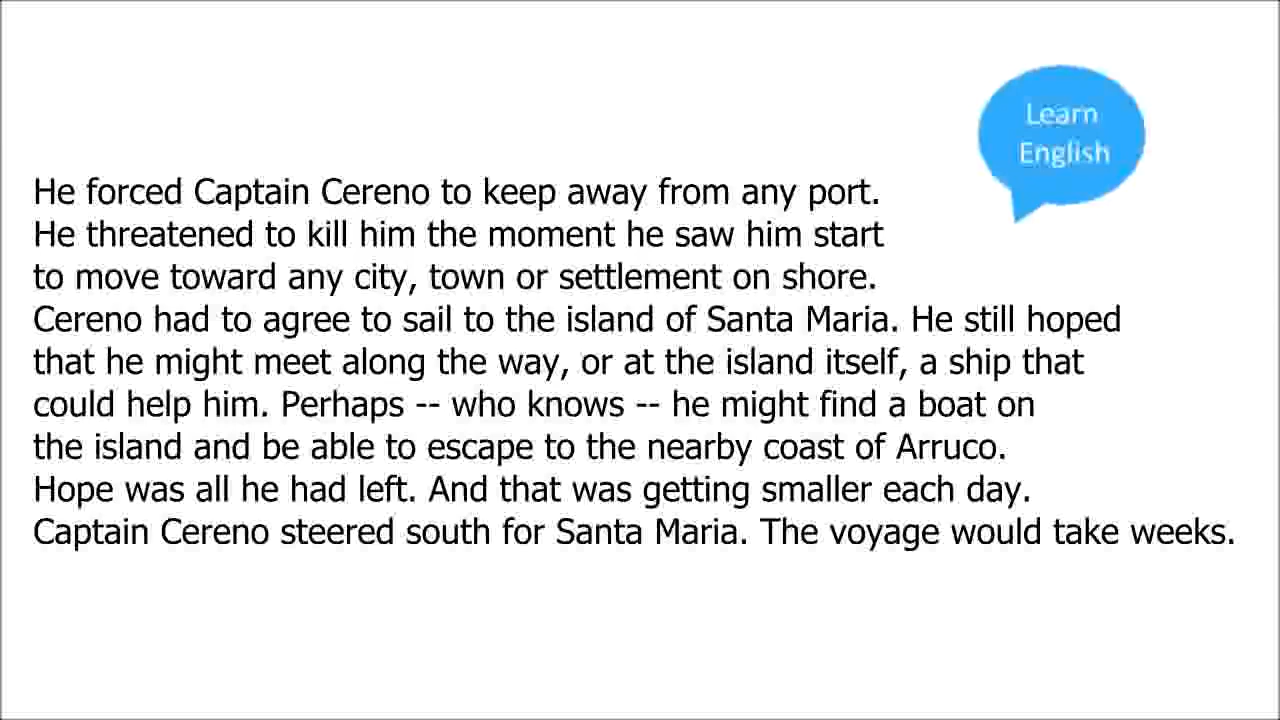 Learn
English
He forced Captain Cereno to keep away from any port.
He threatened to kill him the moment he saw him start
to move toward any city, town or settlement on shore.
Cereno had to agree to sail to the island of Santa Maria. He still hoped
that he might meet along the way, or at the island itself, a ship that
could help him. Perhaps -- who knows -- he might find a boat on
the island and be able to escape to the nearby coast of Arruco.
Hope was all he had left. And that was getting smaller each day.
Captain Cereno steered south for Santa Maria. The voyage would take weeks.